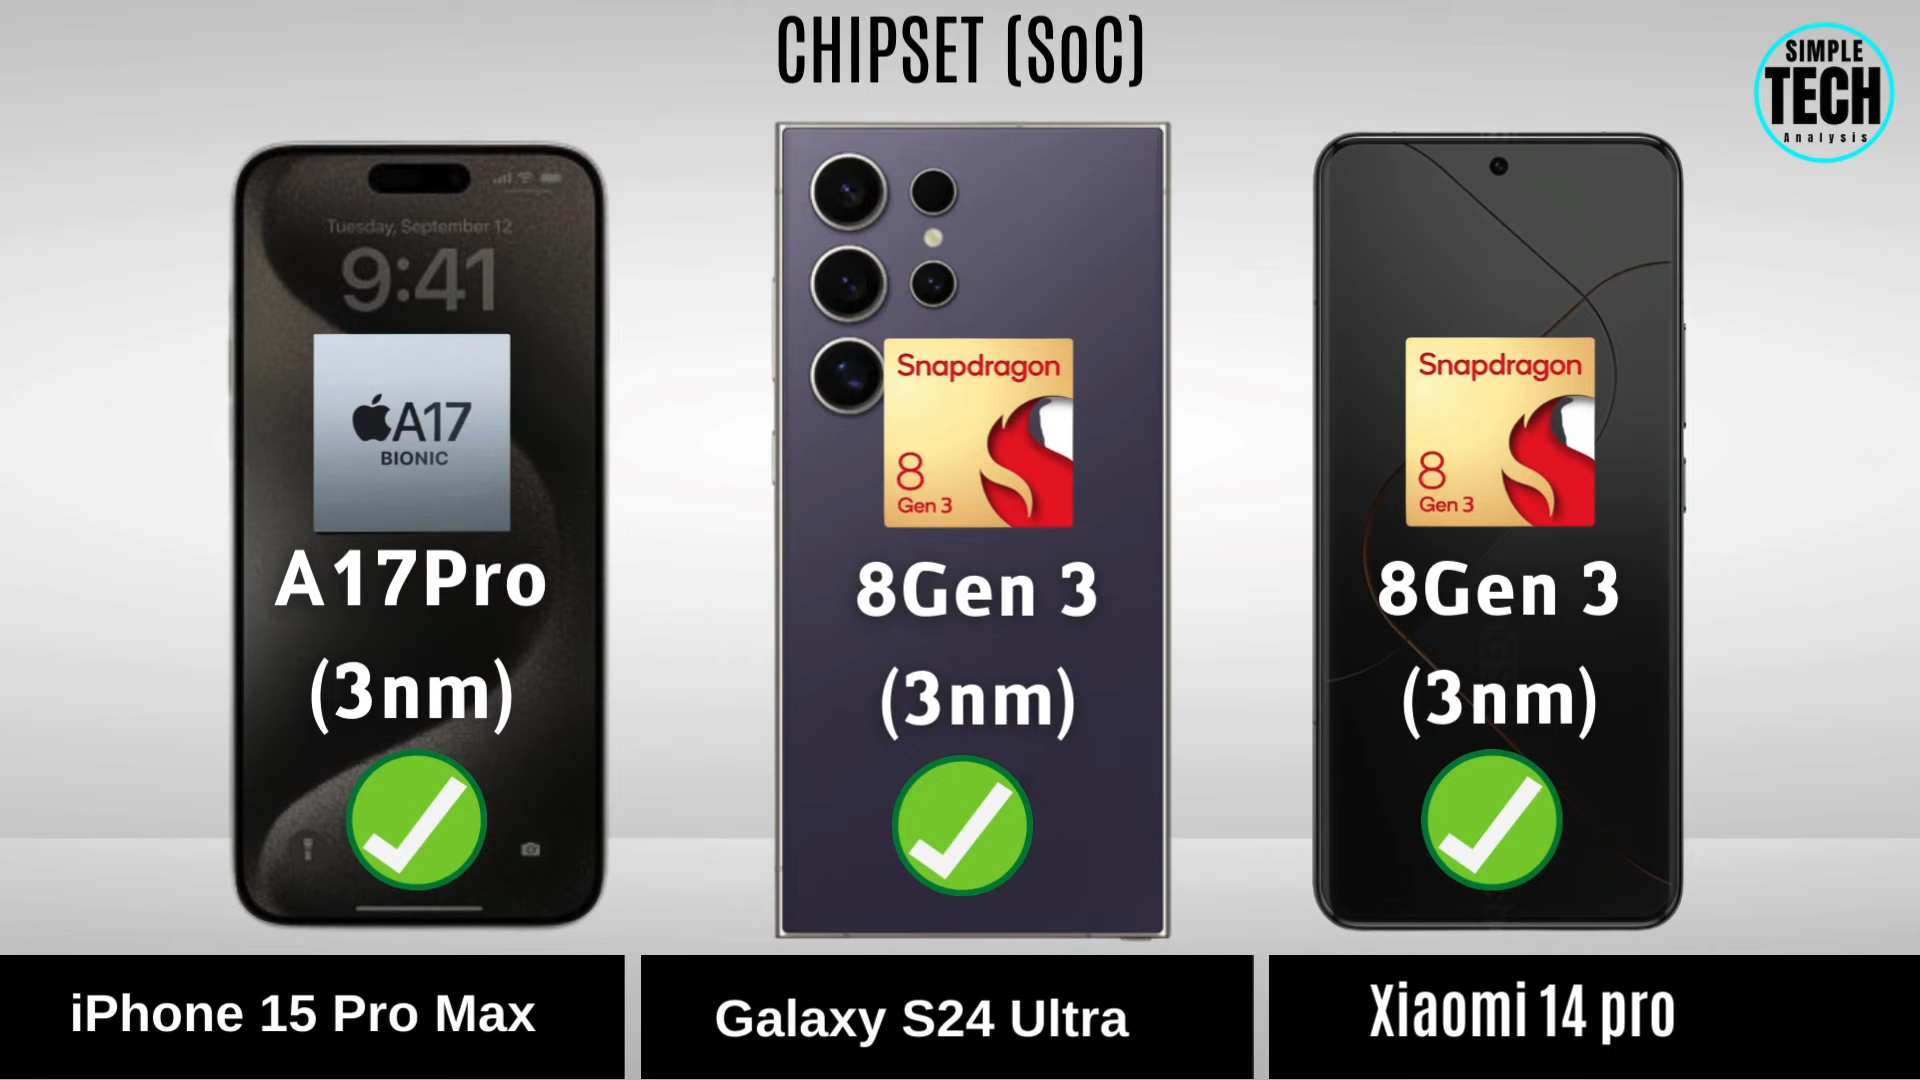 CHIPSET (SoC)
SIMPLE
TECH
Analysis
Tuesday, September 12
9:41
A17
BIONIC
A17Pro
(3nm)
Snapdragon
8
Gen 3
8Gen 3
(3nm)
Snapdragon
8
Gen 3
8Gen 3
(3nm)
iPhone 15 Pro Max
Galaxy S24 Ultra
Xiaomi 14 pro